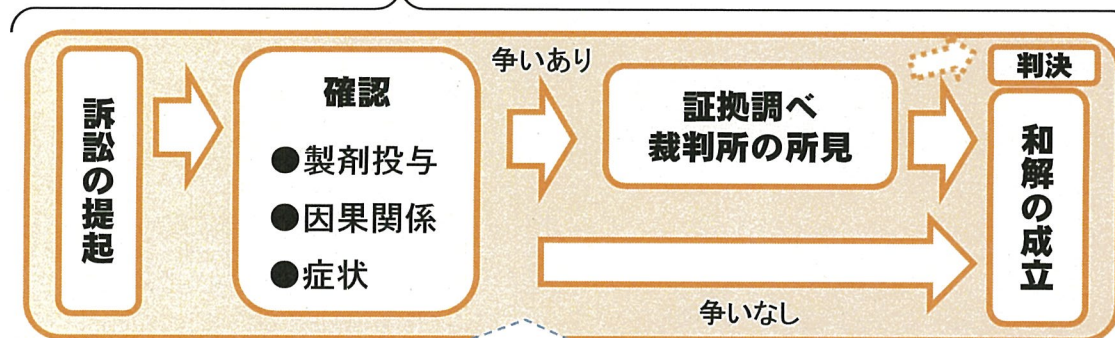 訴訟の提起
確認
●製剤投与
●因果関係
●症状
争いあり
証拠調べ
裁判所の所見
争いなし
判決
和解の成立